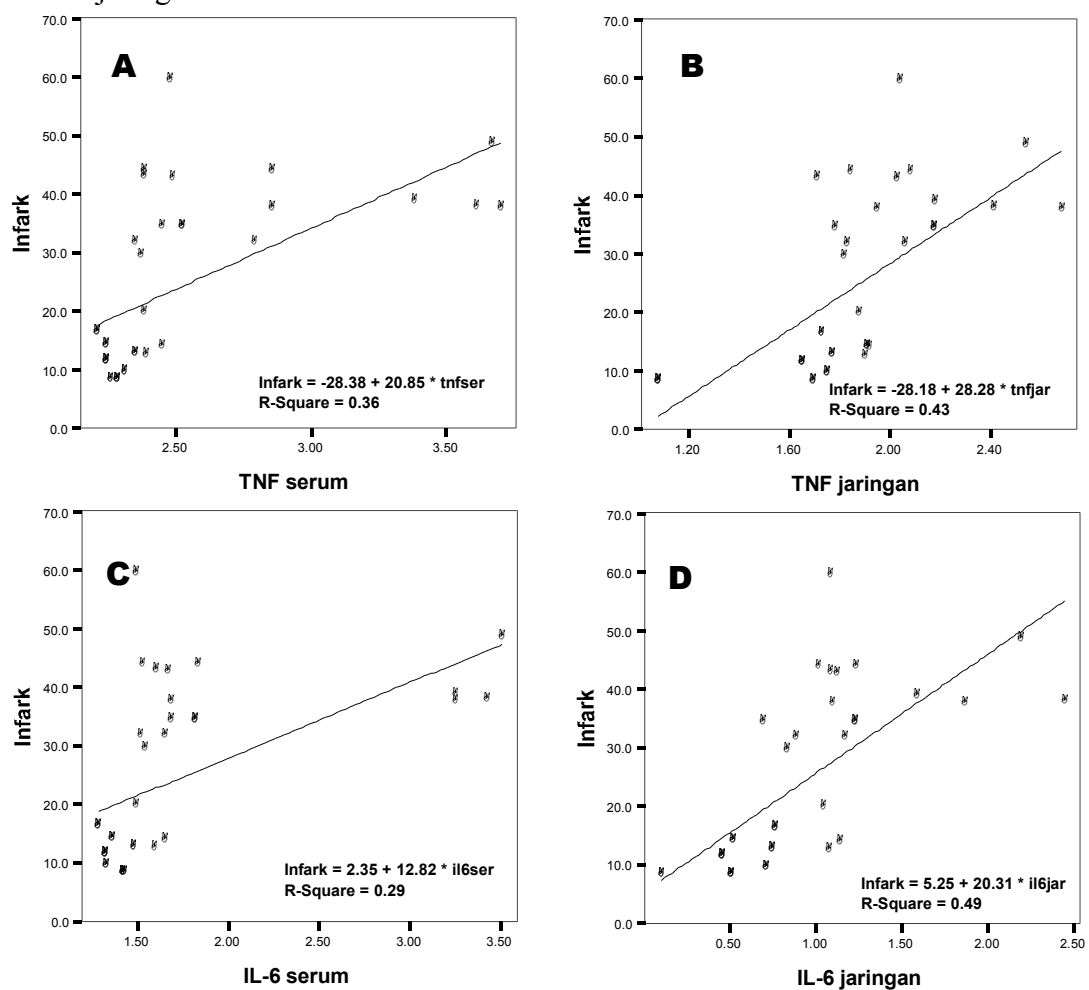 A
Infark
70.0
60.0
50.0
40.0
30.0
20.0
10.0
0.0
2.50 3.00 3.50
TNF serum
Infark = -28.38 + 20.85 * tnfser
R-Square = 0.36
B
Infark
70.0
60.0
50.0
40.0
30.0
20.0
10.0
0.0
1.20 1.60 2.00 2.40
TNF jaringan
Infark = -28.18 + 28.28 * tnfjar
R-Square = 0.43
C
Infark
70.0
60.0
50.0
40.0
30.0
20.0
10.0
0.0
1.50 2.00 2.50 3.00 3.50
IL-6 serum
Infark = 2.35 + 12.82 * il6ser
R-Square = 0.29
D
Infark
70.0
60.0
50.0
40.0
30.0
20.0
10.0
0.0
0.50 1.00 1.50 2.00 2.50
IL-6 jaringan
Infark = 5.25 + 20.31 * il6jar
R-Square = 0.49